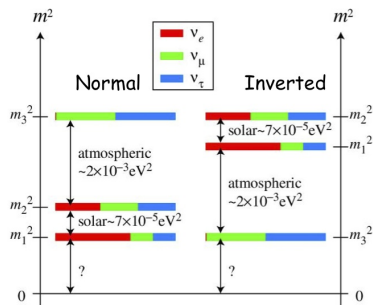 m²
m²
ν_e
ν_μ
ν_τ
Normal
Inverted
m₃²
m₂²
solar~7×10⁻⁵eV²
m₁²
atmospheric
~2×10⁻³eV²
atmospheric
~2×10⁻³eV²
m₂²
solar~7×10⁻⁵eV²
m₁²
m₃²
?
?
0
0